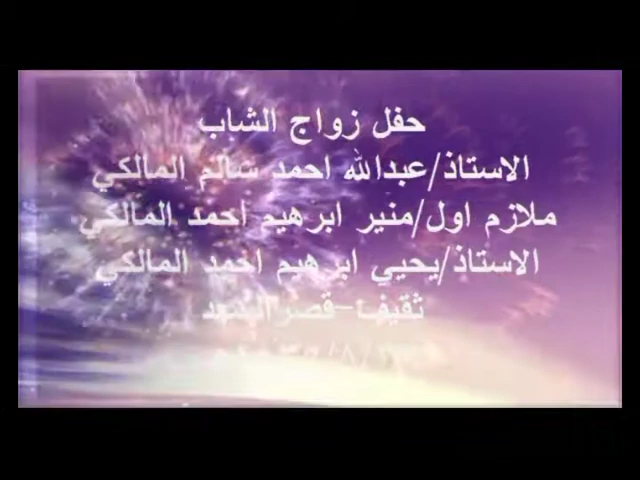 حفل زواج الشاب
الاستاذ/عبدالله احمد سالم المالكي
ملازم اول/منير ابرهيم احمد المالكي
الاستاذ/يحيي ابرهيم احمد المالكي
ثقيف-قصر السعد